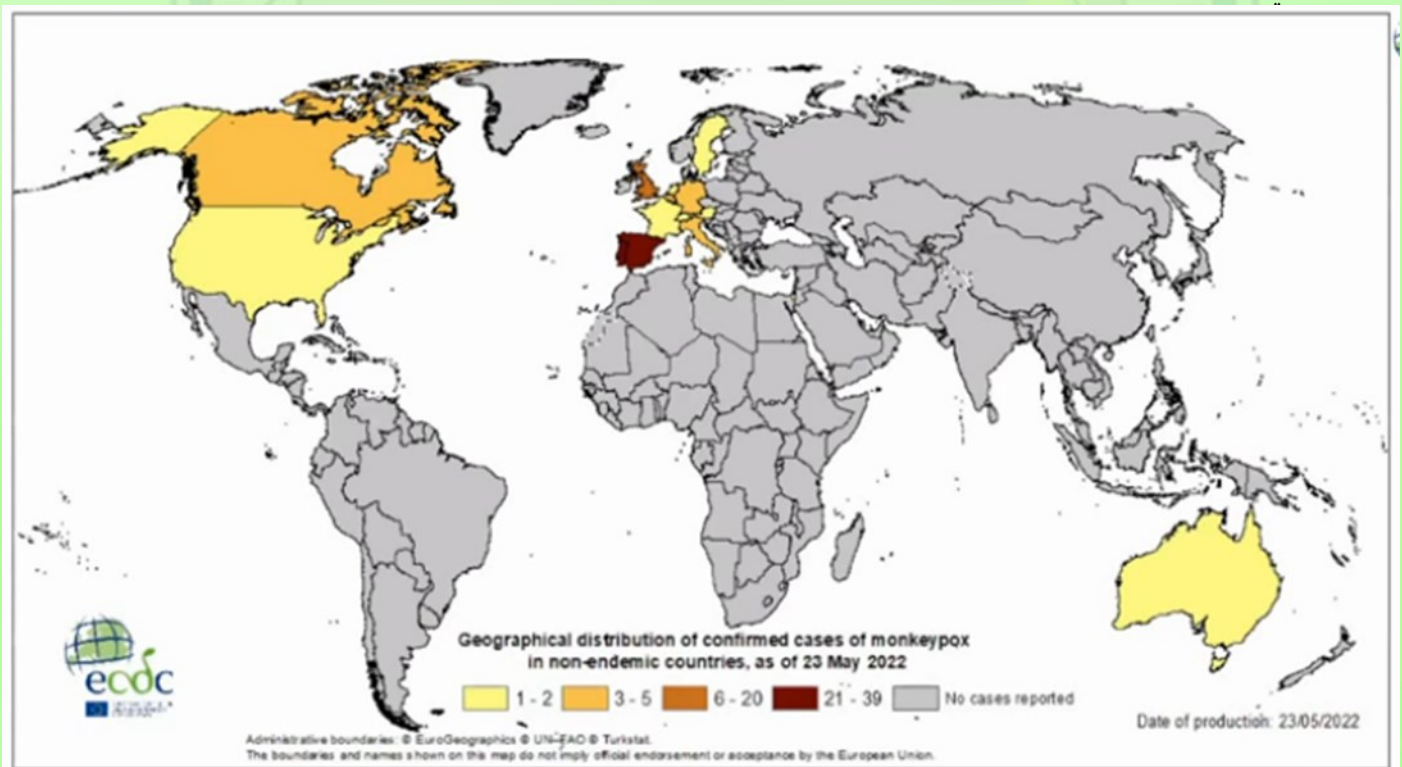 Geographical distribution of confirmed cases of monkeypox
in non-endemic countries, as of 23 May 2022
1 - 2
3 - 5
6 - 20
21 - 39
No cases reported
ecdc
Date of production: 23/05/2022
Administrative boundaries: © EuroGeographics © UN-FAO © Turkstat.
The boundaries and names shown on this map do not imply official endorsement or acceptance by the European Union.